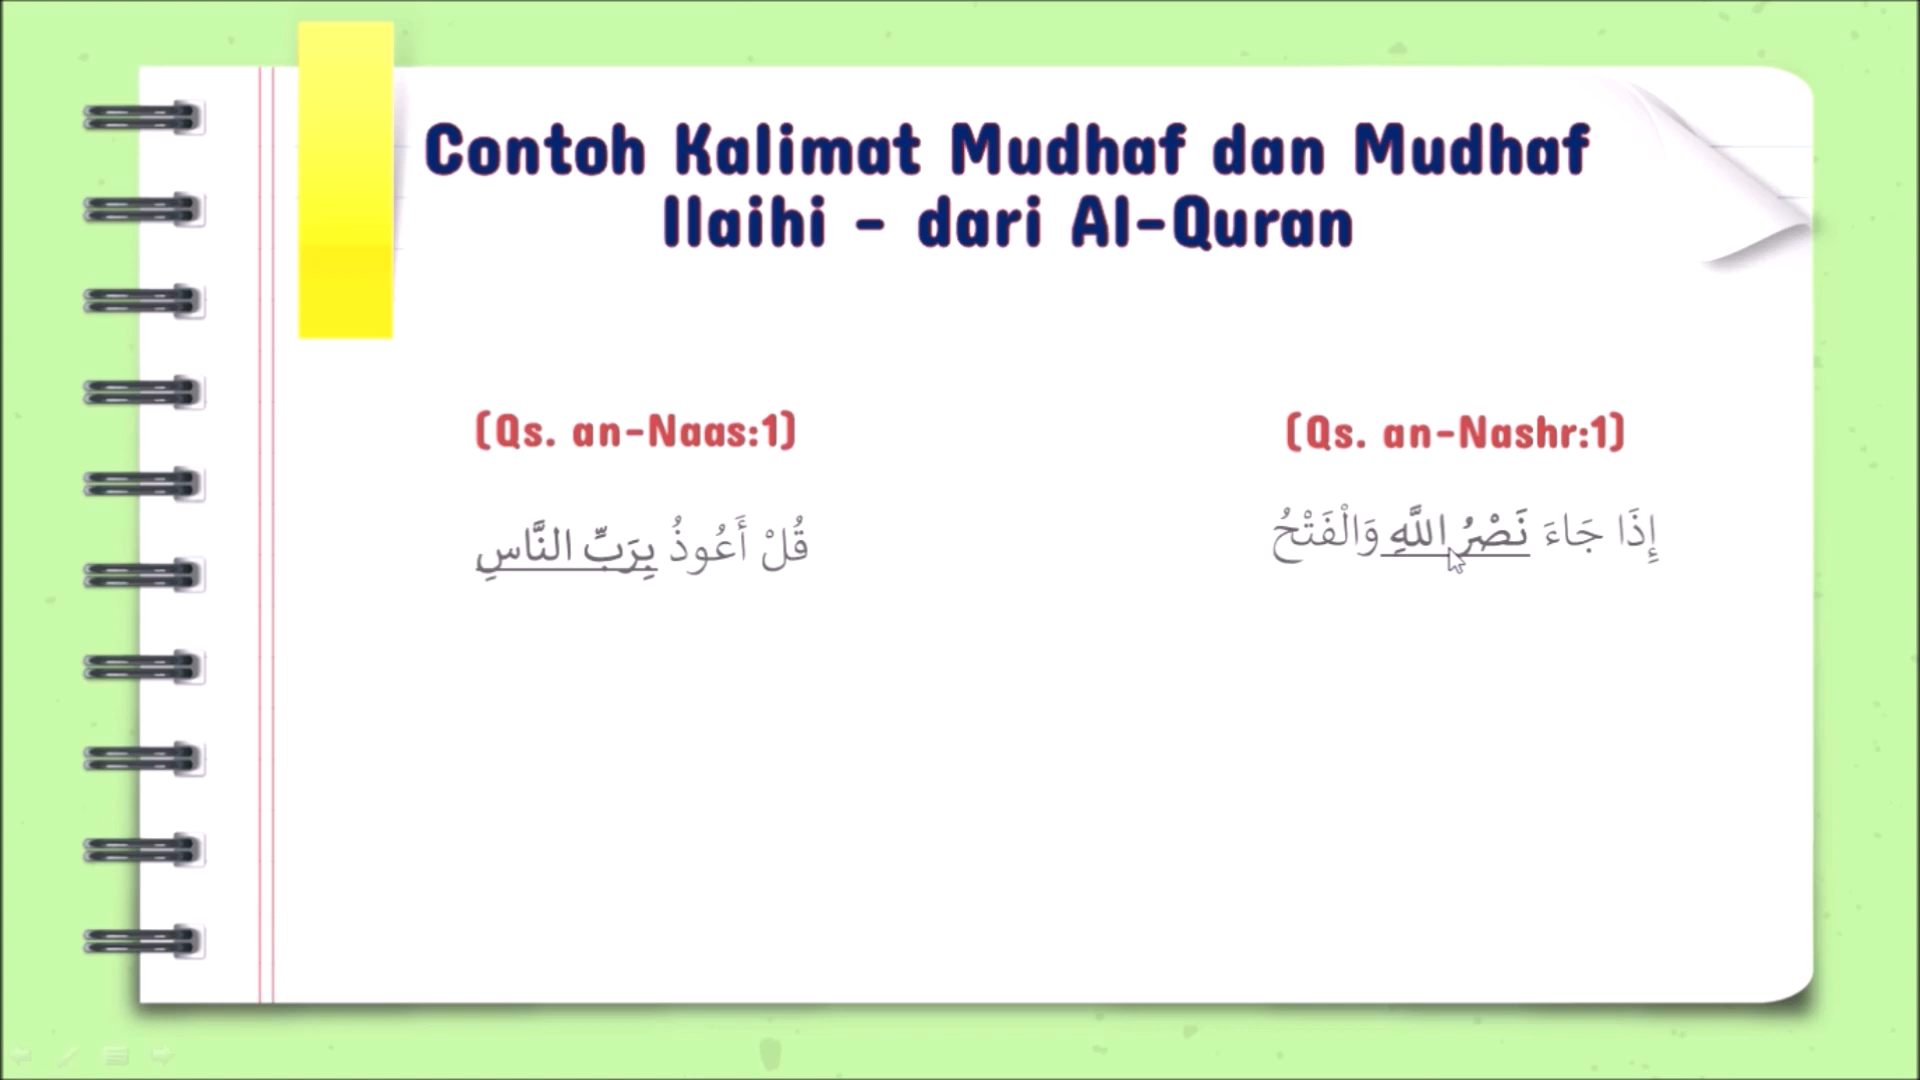 Contoh Kalimat Mudhaf dan Mudhaf
Ilaihi - dari Al-Quran
(Qs. an-Naas:1)
قُلْ أَعُوذُ بِرَبِّ النَّاسِ
(Qs. an-Nashr:1)
إِذَا جَاءَ نَصْرُ اللَّهِ وَالْفَتْحُ